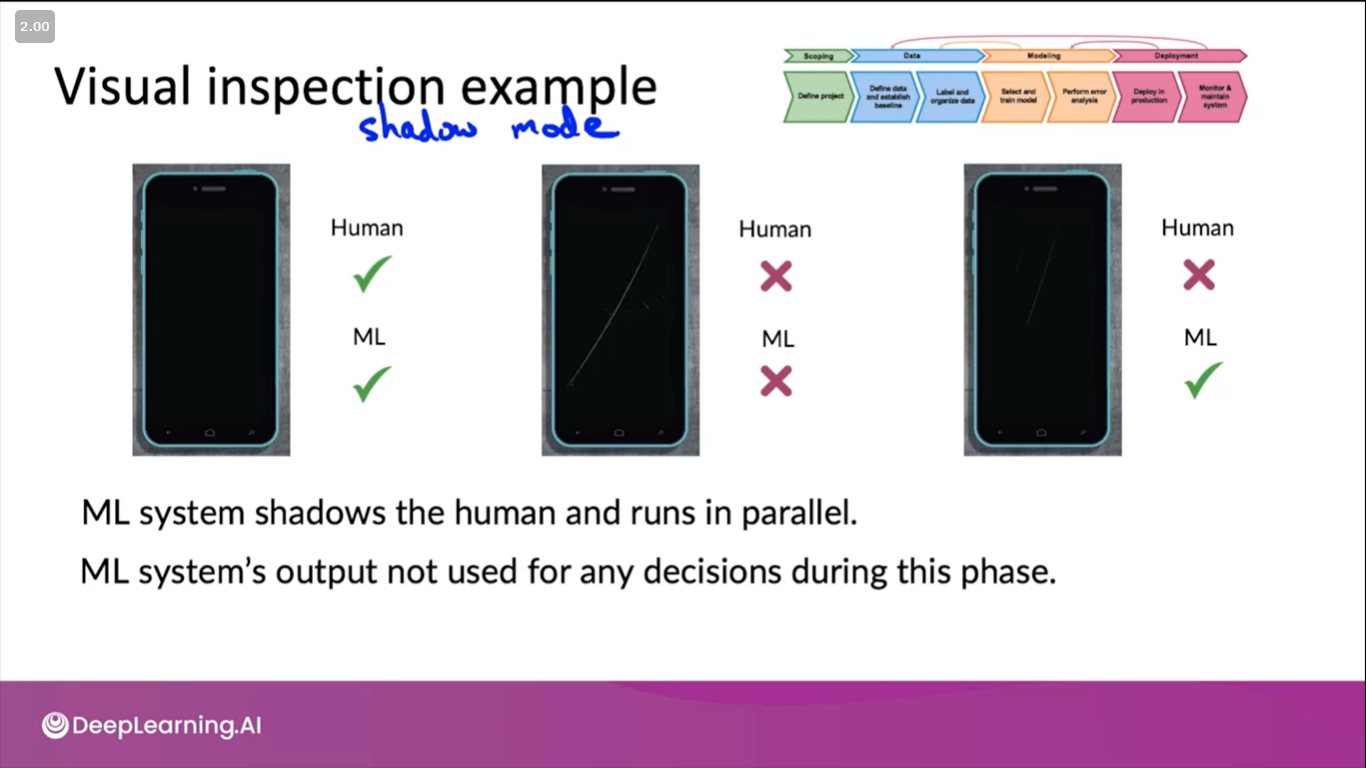 2.00
Visual inspection example
shadow mode
Scoping
Data
Modeling
Deployment
Define project
Define data and establish baseline
Label and organize data
Select and train model
Perform error analysis
Deploy in production
Monitor & maintain system
Human
ML
Human
ML
Human
ML
ML system shadows the human and runs in parallel.
ML system’s output not used for any decisions during this phase.
DeepLearning.AI